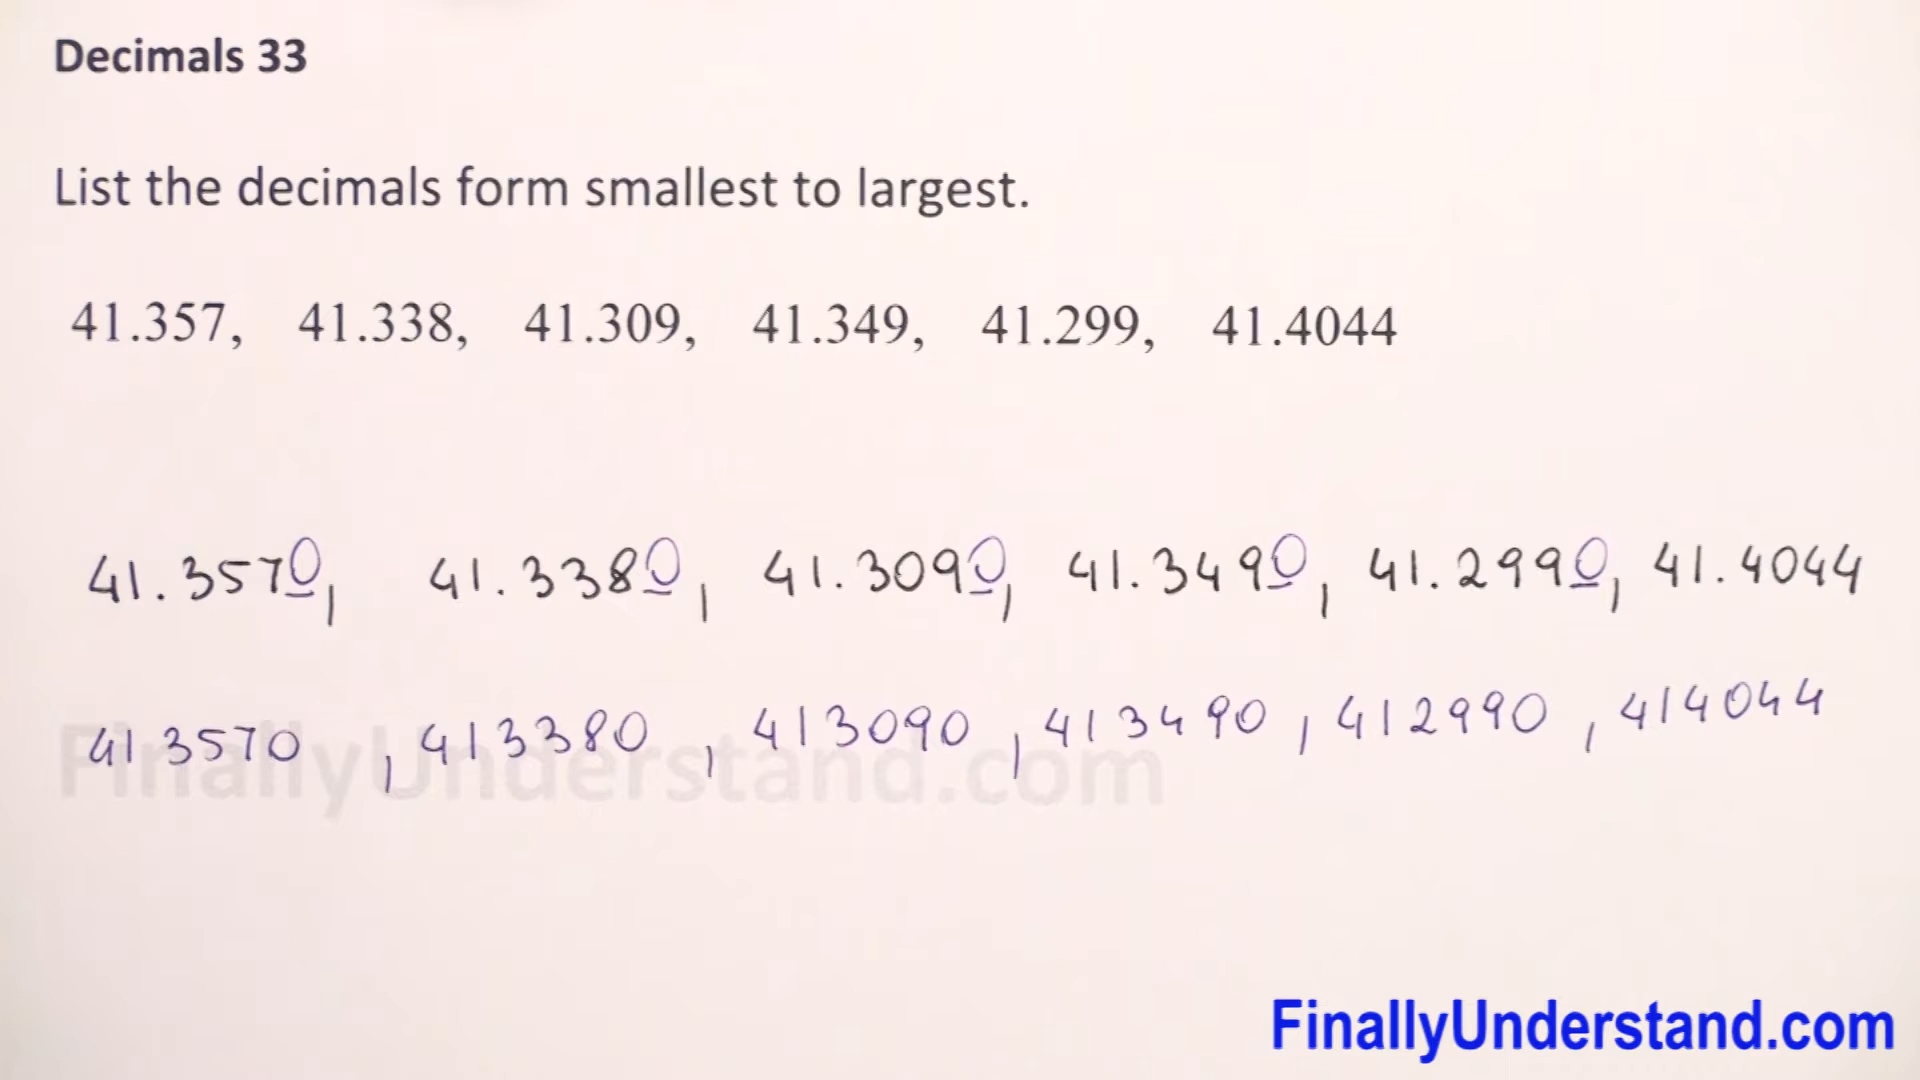 Decimals 33
List the decimals form smallest to largest.
41.357, 41.338, 41.309, 41.349, 41.299, 41.4044
41.3570, 41.3380, 41.3090, 41.3490, 41.2990, 41.4044
413570, 413380, 413090, 413490, 412990, 414044
FinallyUnderstand.com
FinallyUnderstand.com